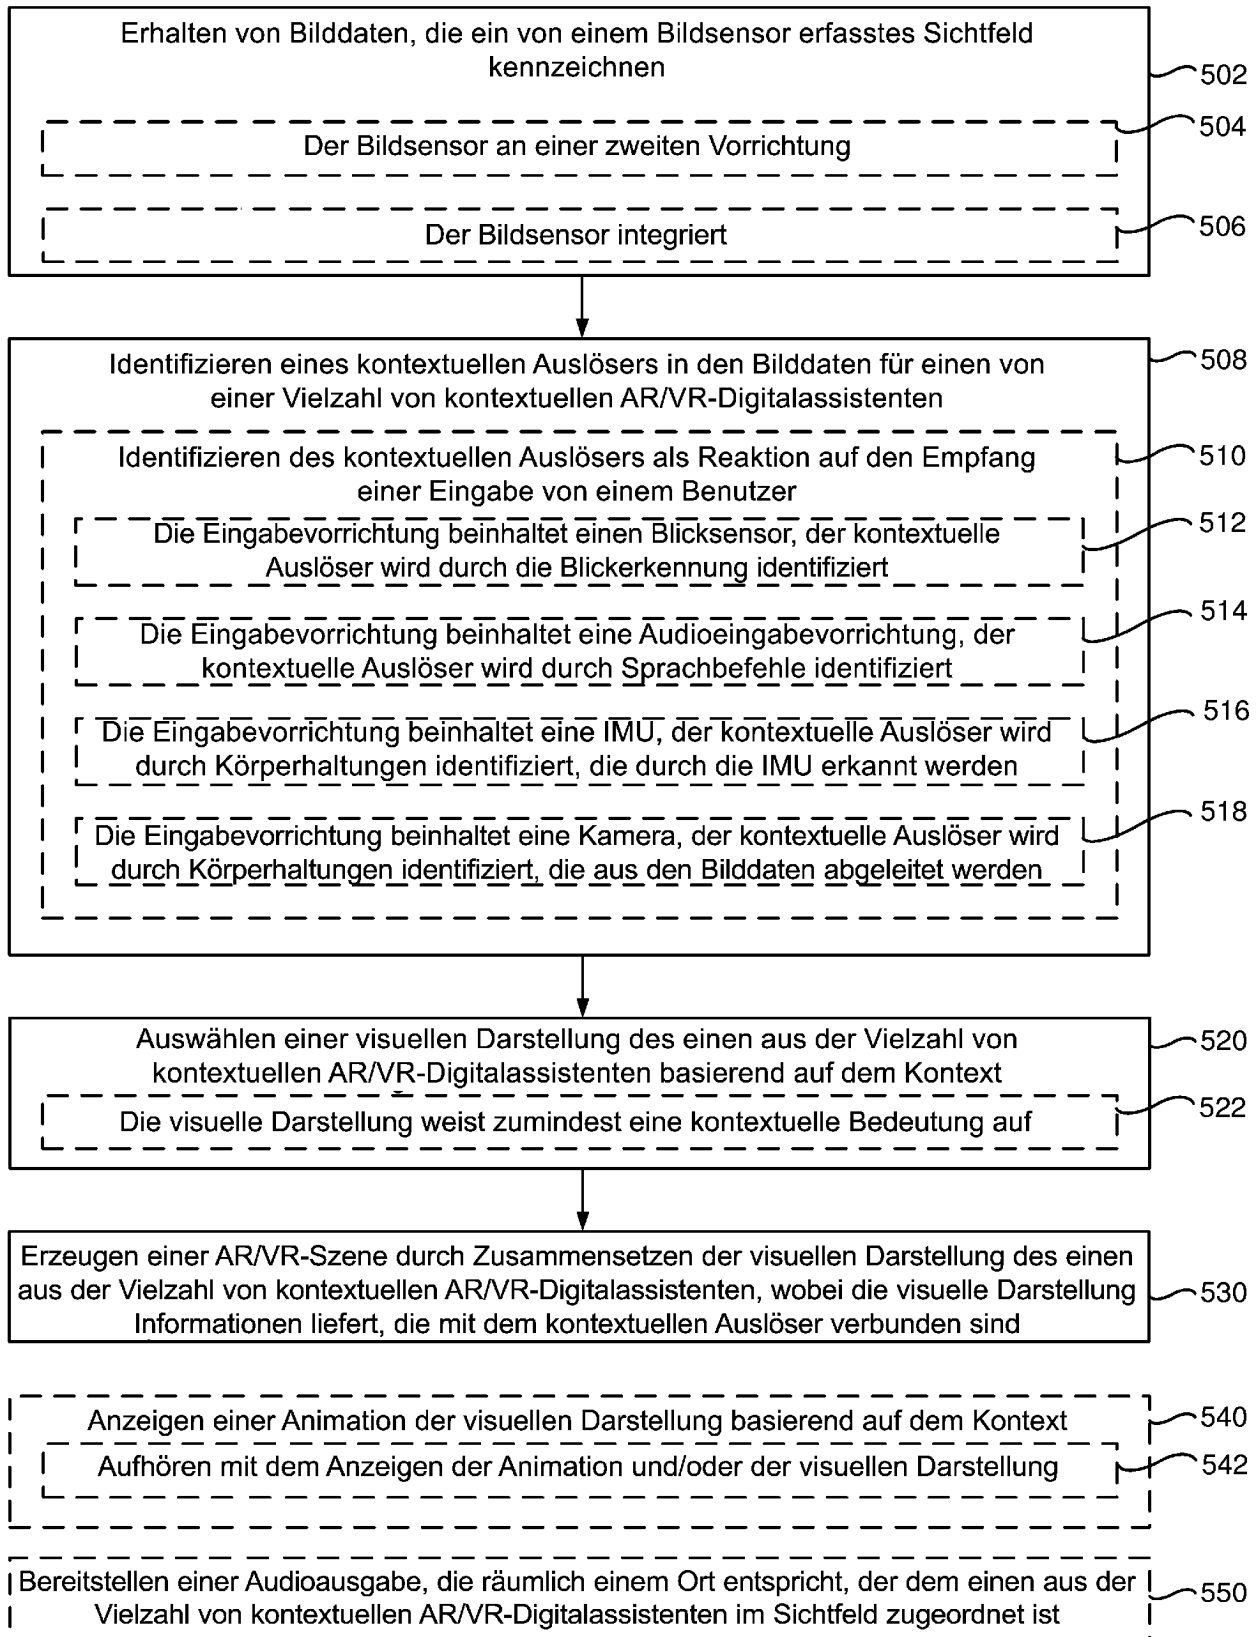 Erhalten von Bilddaten, die ein von einem Bildsensor erfasstes Sichtfeld
kennzeichnen
502
504
Der Bildsensor an einer zweiten Vorrichtung
506
Der Bildsensor integriert
508
Identifizieren eines kontextuellen Auslösers in den Bilddaten für einen von
einer Vielzahl von kontextuellen AR/VR-Digitalassistenten
510
Identifizieren des kontextuellen Auslösers als Reaktion auf den Empfang
einer Eingabe von einem Benutzer
512
Die Eingabevorrichtung beinhaltet einen Blicksensor, der kontextuelle
Auslöser wird durch die Blickerkennung identifiziert
514
Die Eingabevorrichtung beinhaltet eine Audioeingabevorrichtung, der
kontextuelle Auslöser wird durch Sprachbefehle identifiziert
516
Die Eingabevorrichtung beinhaltet eine IMU, der kontextuelle Auslöser wird
durch Körperhaltungen identifiziert, die durch die IMU erkannt werden
518
Die Eingabevorrichtung beinhaltet eine Kamera, der kontextuelle Auslöser wird
durch Körperhaltungen identifiziert, die aus den Bilddaten abgeleitet werden
Auswählen einer visuellen Darstellung des einen aus der Vielzahl von
kontextuellen AR/VR-Digitalassistenten basierend auf dem Kontext
520
522
Die visuelle Darstellung weist zumindest eine kontextuelle Bedeutung auf
Erzeugen einer AR/VR-Szene durch Zusammensetzen der visuellen Darstellung des einen
aus der Vielzahl von kontextuellen AR/VR-Digitalassistenten, wobei die visuelle Darstellung
Informationen liefert, die mit dem kontextuellen Auslöser verbunden sind
530
Anzeigen einer Animation der visuellen Darstellung basierend auf dem Kontext
540
Aufhören mit dem Anzeigen der Animation und/oder der visuellen Darstellung
542
Bereitstellen einer Audioausgabe, die räumlich einem Ort entspricht, der dem einen aus der
Vielzahl von kontextuellen AR/VR-Digitalassistenten im Sichtfeld zugeordnet ist
550